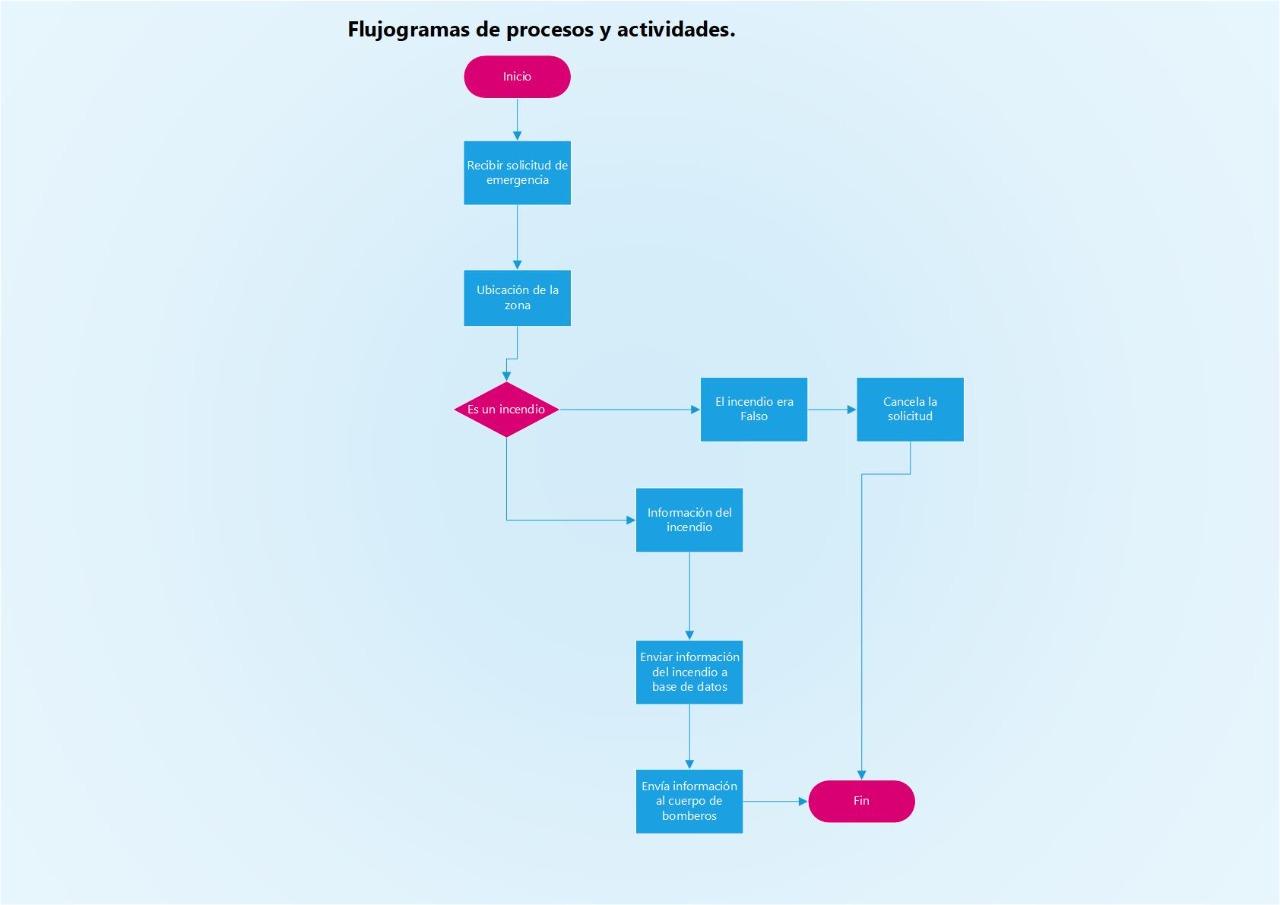 Flujogramas de procesos y actividades.
Inicio
Recibir solicitud de
emergencia
Ubicación de la
zona
Es un incendio
El incendio era
Falso
Cancela la
solicitud
Información del
incendio
Enviar información
del incendio a
base de datos
Envía información
al cuerpo de
bomberos
Fin